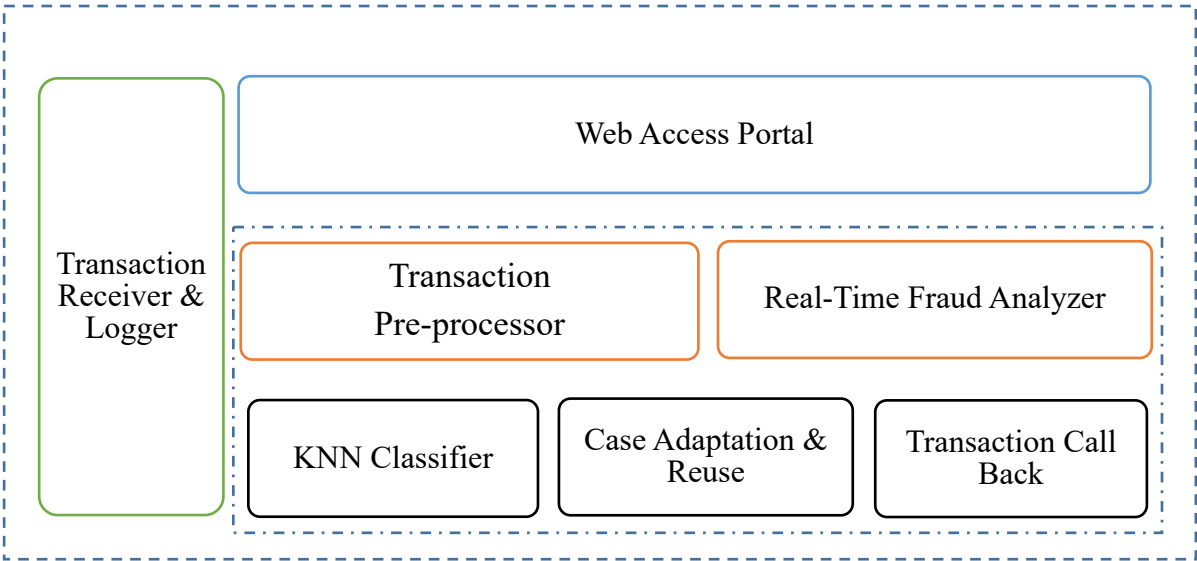 Web Access Portal
Transaction
Receiver &
Logger
Transaction
Pre-processor
Real-Time Fraud Analyzer
KNN Classifier
Case Adaptation &
Reuse
Transaction Call
Back